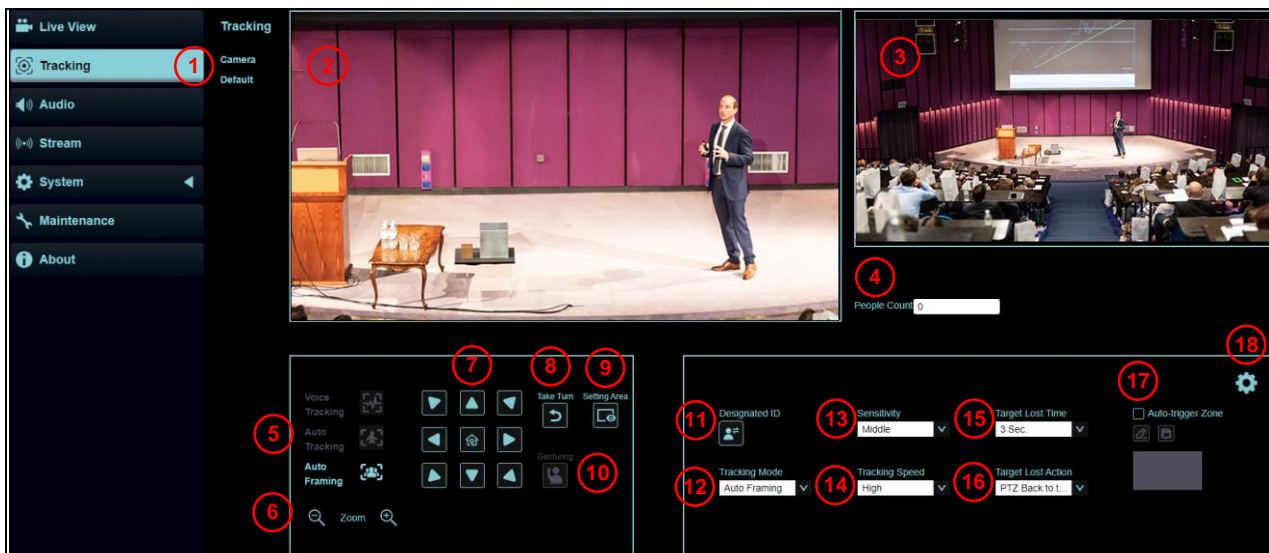 Live View
Tracking
Audio
Stream
System
Maintenance
About
1
Tracking
Camera
Default
2
3
4
People Count 0
5
Voice
Tracking
Auto
Tracking
Auto
Framing
6
Zoom
7
8
Take Turn
9
Setting Area
Gesturing
10
11
Designated ID
12
Tracking Mode
Auto Framing
13
Sensitivity
Middle
14
Tracking Speed
High
15
Target Lost Time
3 Sec.
16
Target Lost Action
PTZ Back to t...
17
Auto-trigger Zone
18